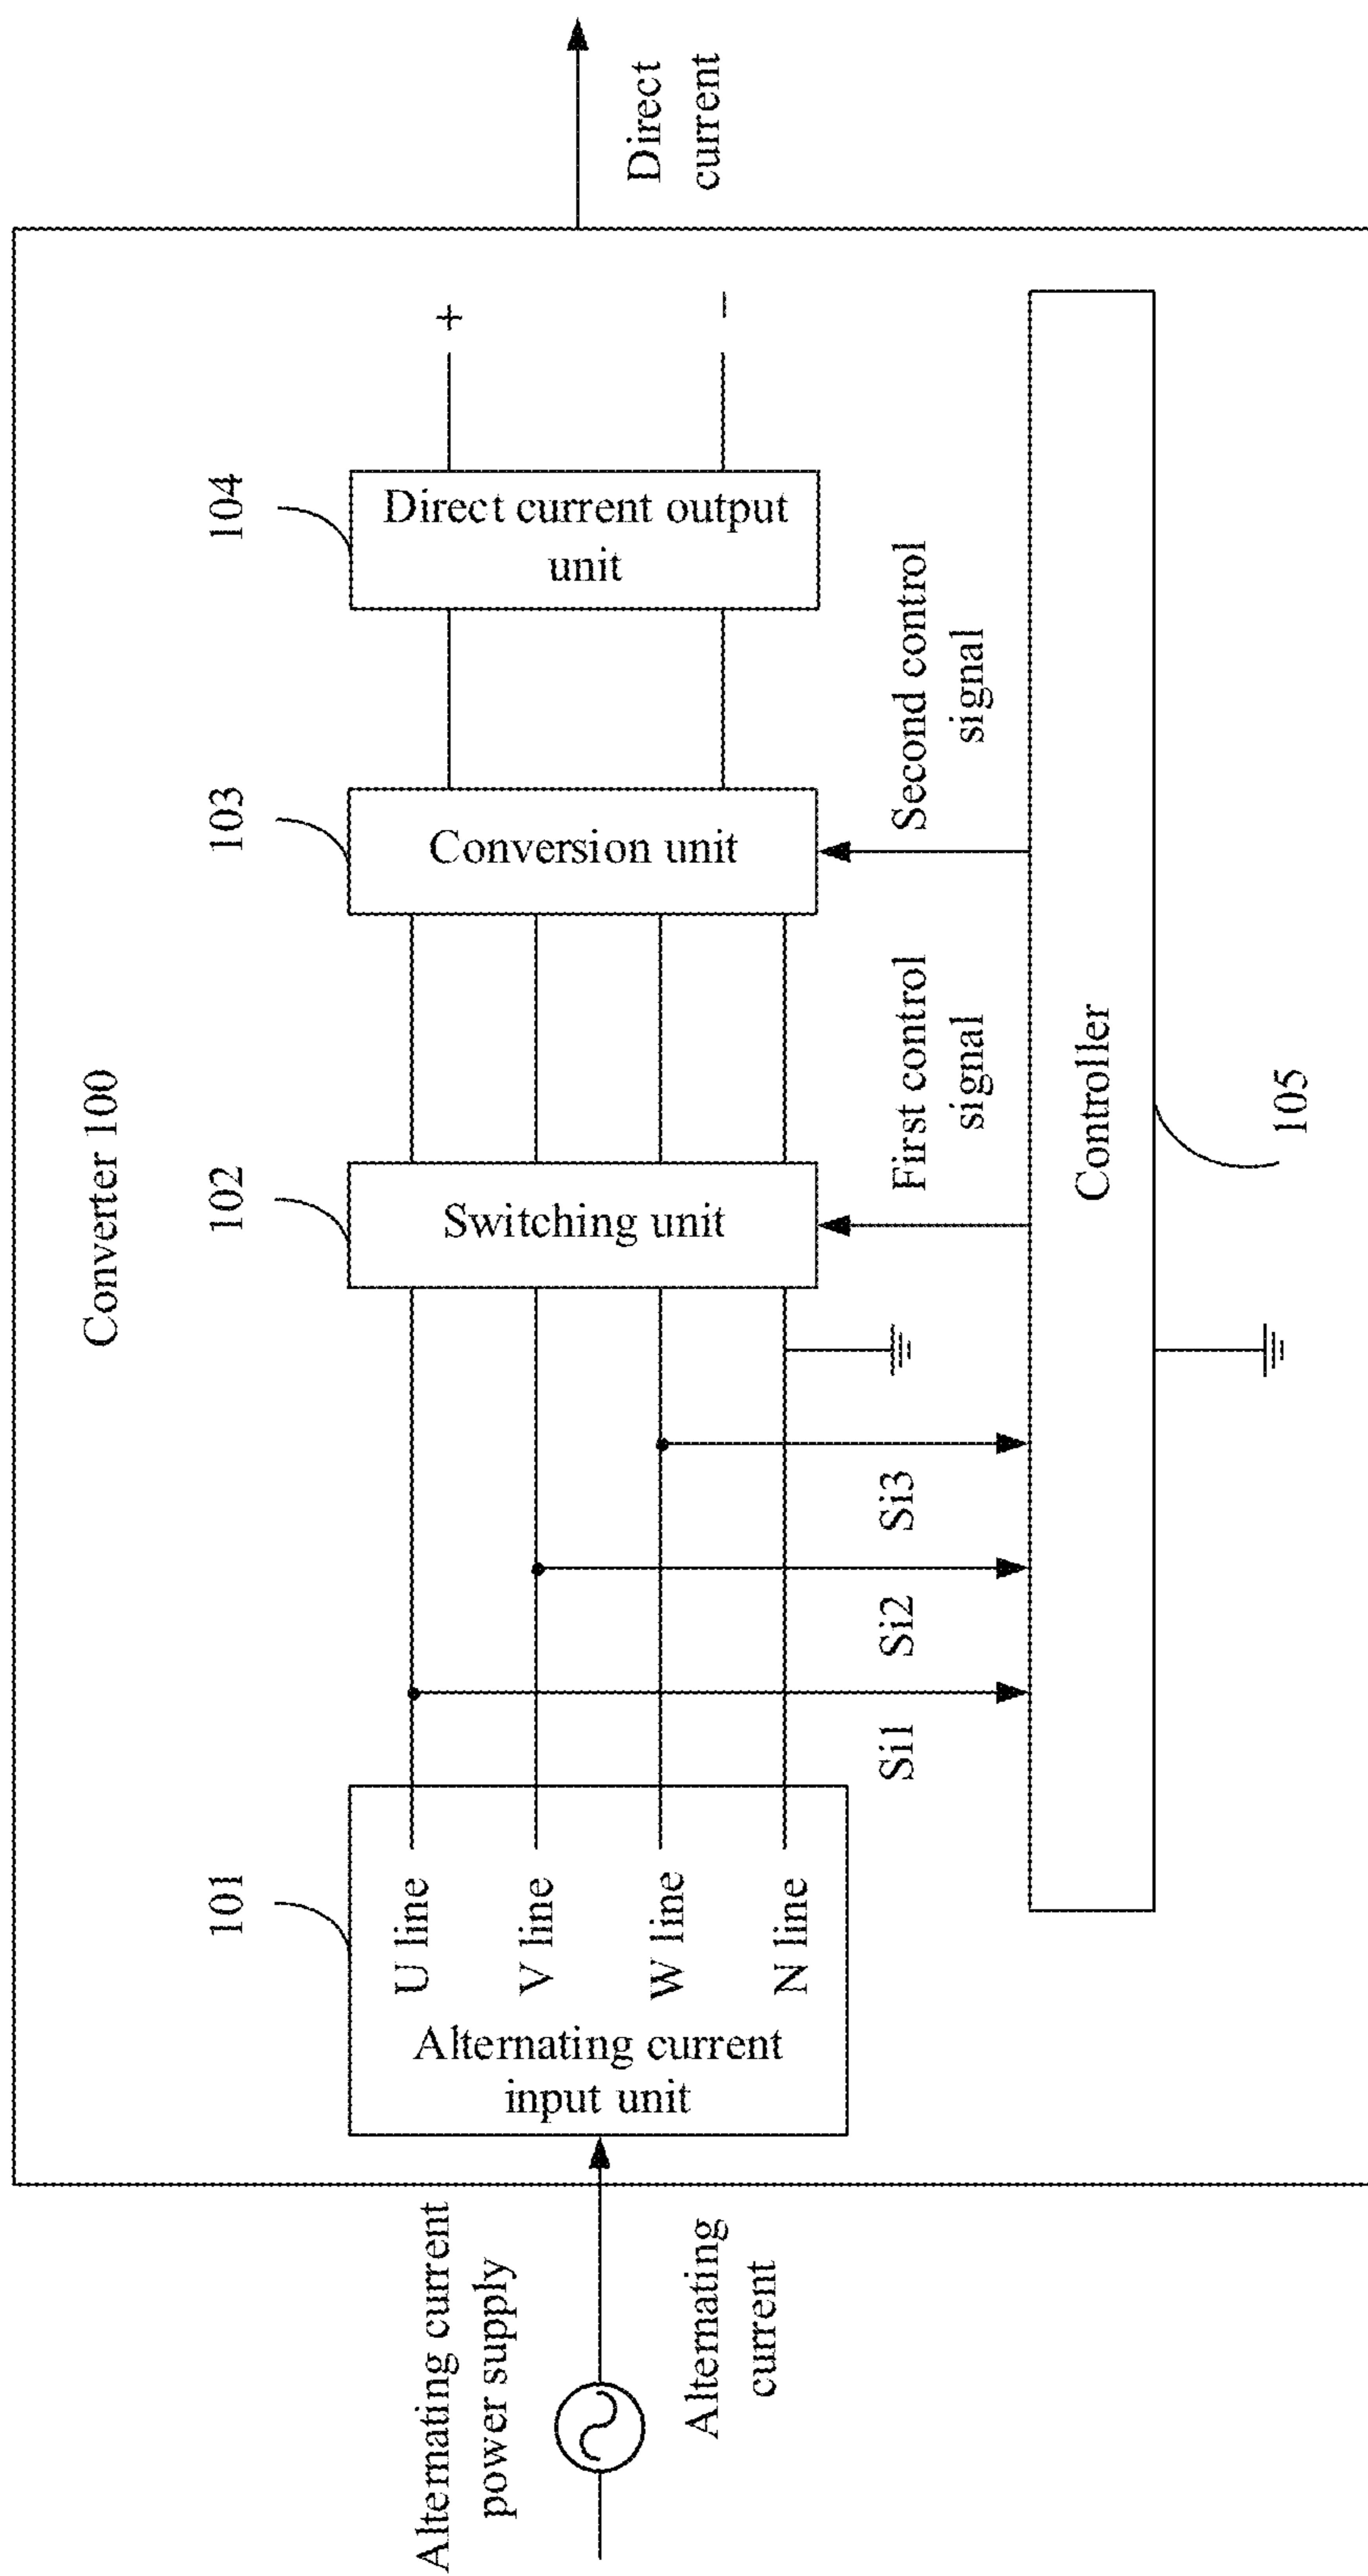 Converter 100
Alternating current
power supply
Alternating
current
101
U line
V line
W line
N line
Alternating current
input unit
Si1
Si2
Si3
102
Switching unit
First control
signal
103
Conversion unit
Second control
signal
104
Direct current output
unit
+
−
Controller
105
Direct
current